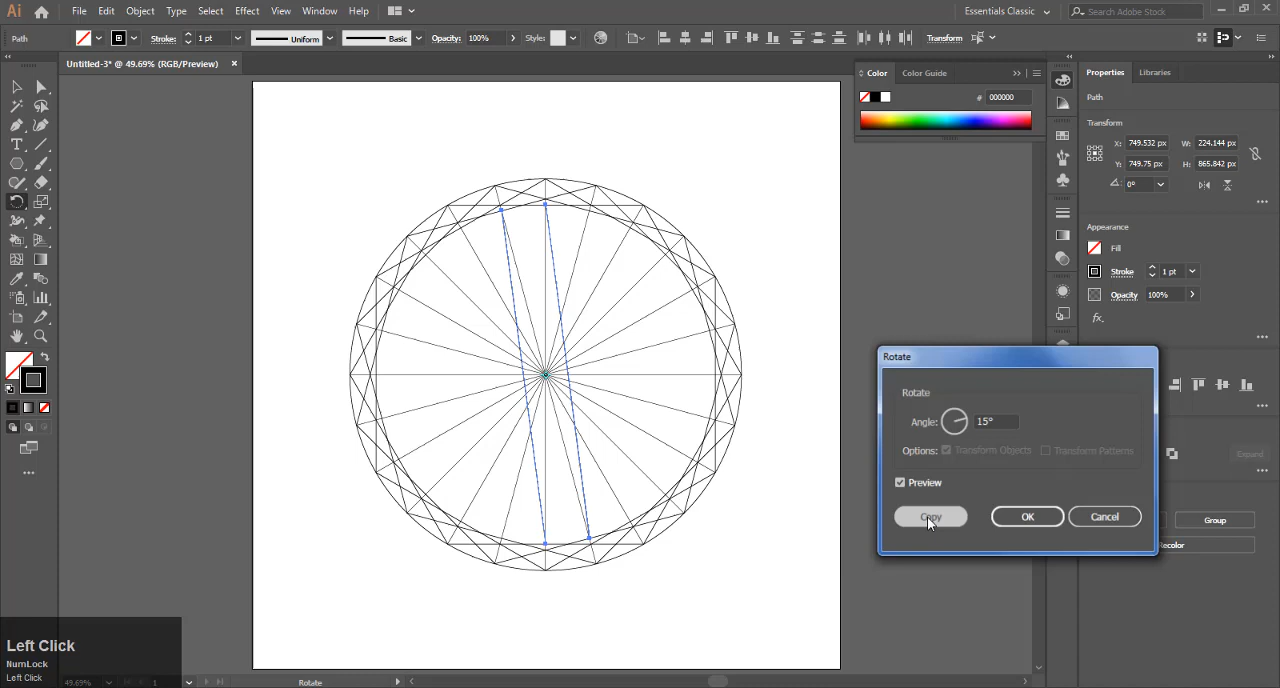 Ai File Edit Object Type Select Effect View Window Help Essentials Classic Search Adobe Stock
Path Stroke: 1 pt Uniform Basic Opacity: 100% Style: Transform
Untitled-3* @ 49.69% (RGB/Preview) ×
Color Color Guide
# 000000
Properties Libraries
Path
Transform
X: 749.532 px W: 224.144 px
Y: 749.75 px H: 865.842 px
0°
Appearance
Fill
Stroke 1 pt
Opacity 100%
fx.
Rotate
Rotate
Angle: 15°
Options: Transform Objects Transform Patterns
Preview
Copy OK Cancel
Expand
Group
Recolor
Left Click
NumLock
Left Click
49.69% 1 Rotate